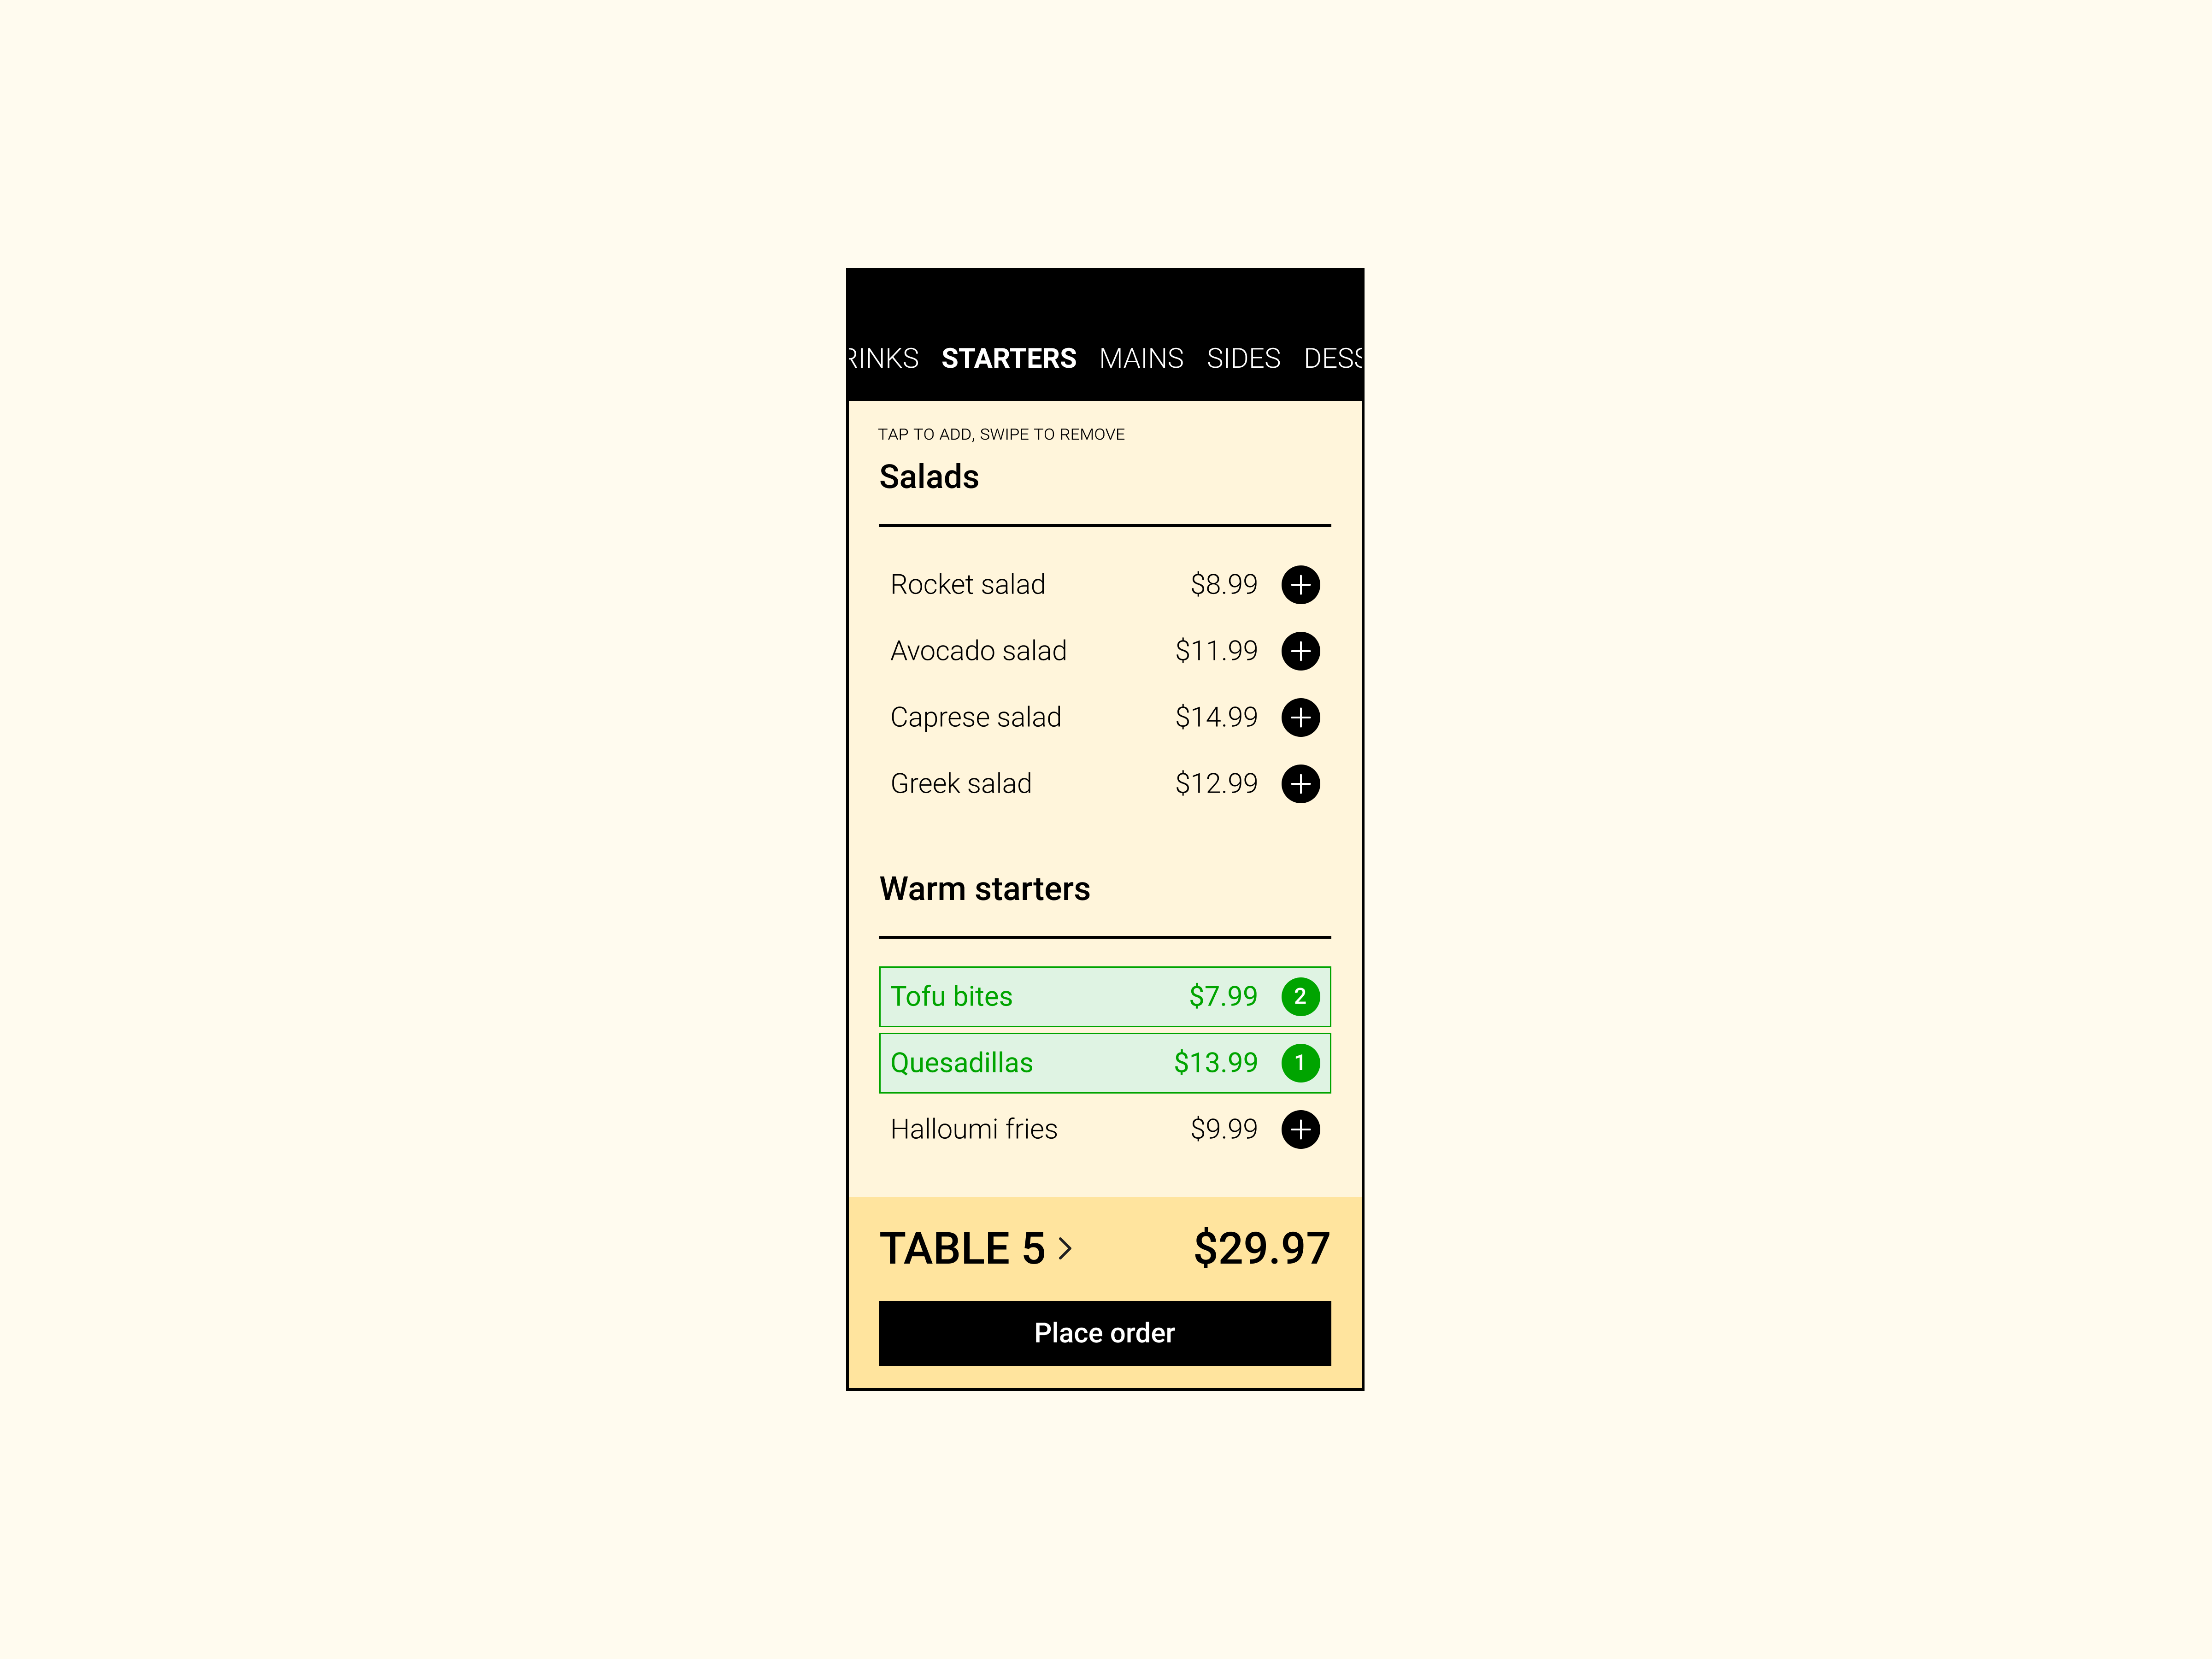 RINKS STARTERS MAINS SIDES DESS
TAP TO ADD, SWIPE TO REMOVE
Salads
Rocket salad $8.99
Avocado salad $11.99
Caprese salad $14.99
Greek salad $12.99
Warm starters
Tofu bites $7.99 2
Quesadillas $13.99 1
Halloumi fries $9.99
TABLE 5 > $29.97
Place order